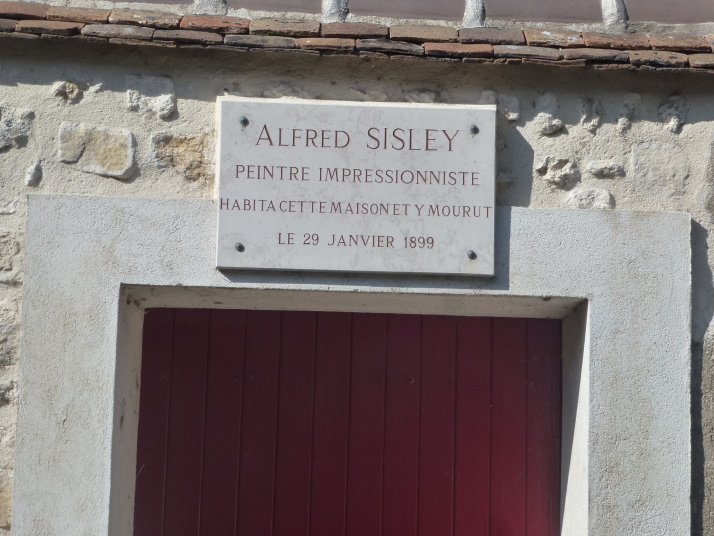 ALFRED SISLEY
PEINTRE IMPRESSIONNISTE
HABITA CETTE MAISON ET Y MOURUT
LE 29 JANVIER 1899